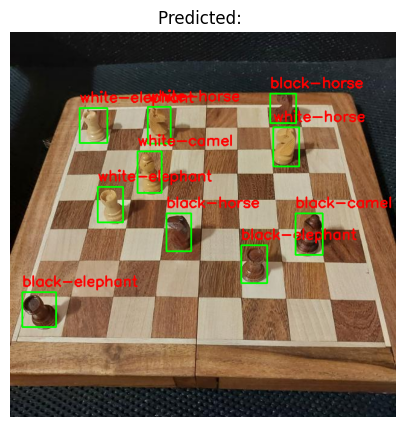 Predicted:
black-horse
white-elephant
white-horse
white-horse
white-camel
white-elephant
black-horse
black-camel
black-elephant
black-elephant